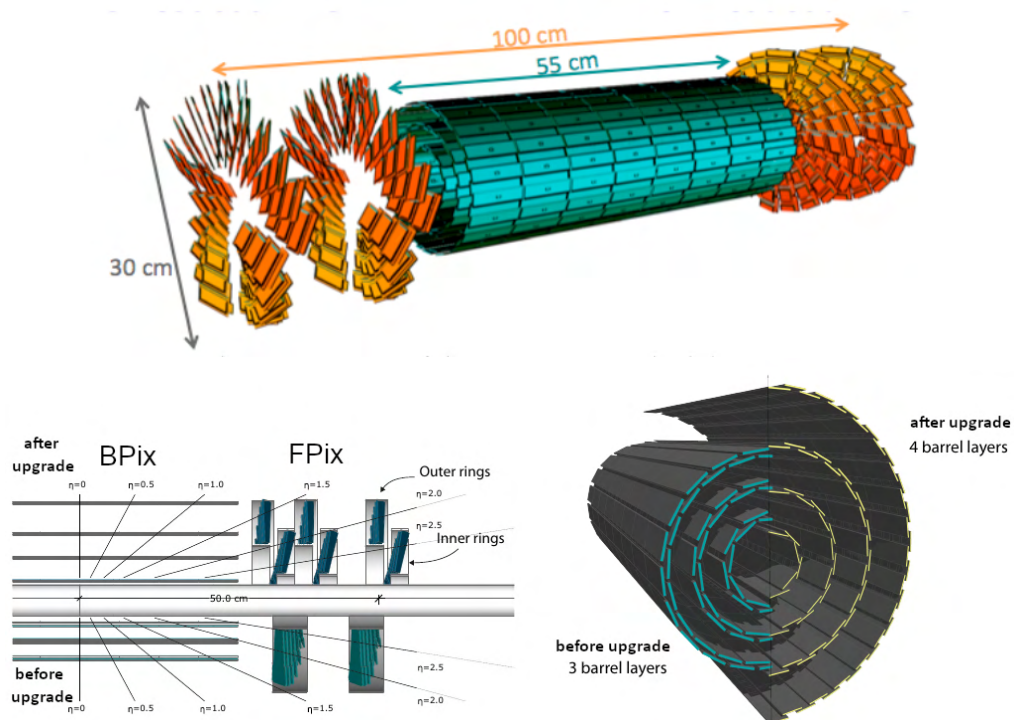 100 cm
55 cm
30 cm
after
upgrade
BPix
FPix
η=0
η=0.5
η=1.0
η=1.5
Outer rings
η=2.0
η=2.5
Inner rings
50.0 cm
before
upgrade
η=0
η=0.5
η=1.0
η=1.5
η=2.0
η=2.5
after upgrade
4 barrel layers
before upgrade
3 barrel layers